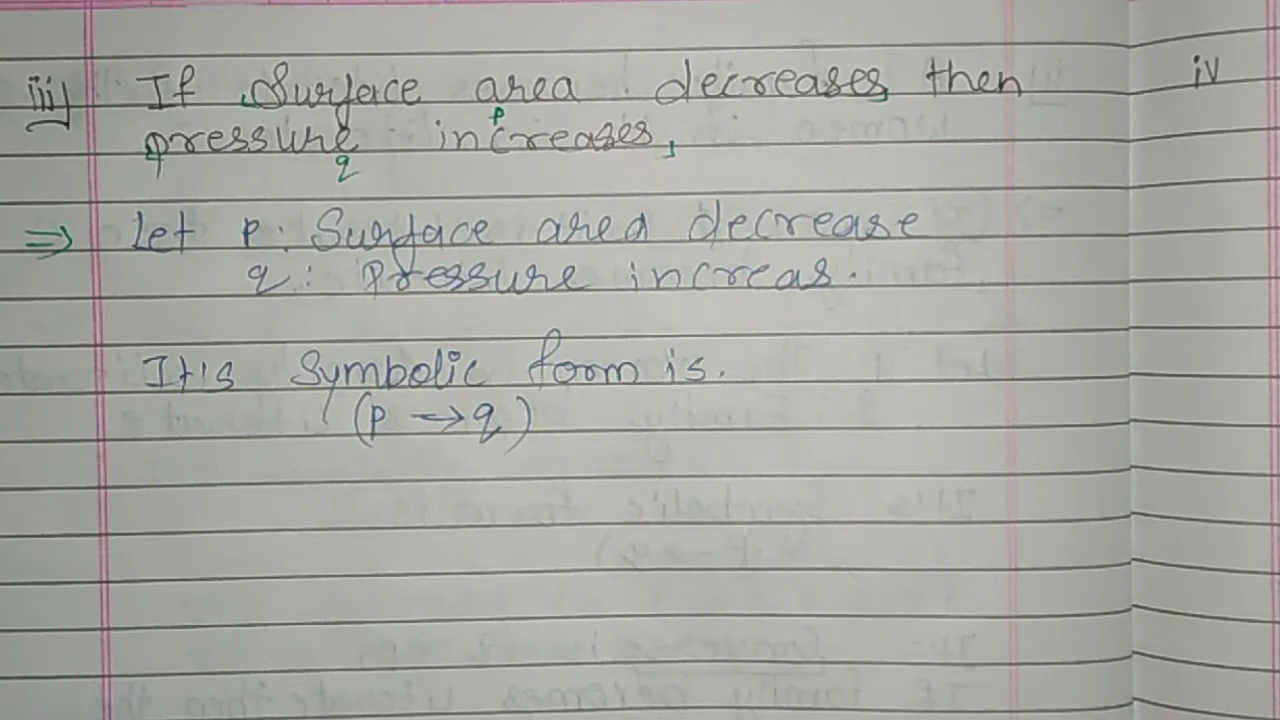 iii) If Surface area decreases then
p
pressure increases,
q
⇒ Let p: Surface area decrease
q: Pressure increas.
It's Symbolic form is.
(p → q)
iv